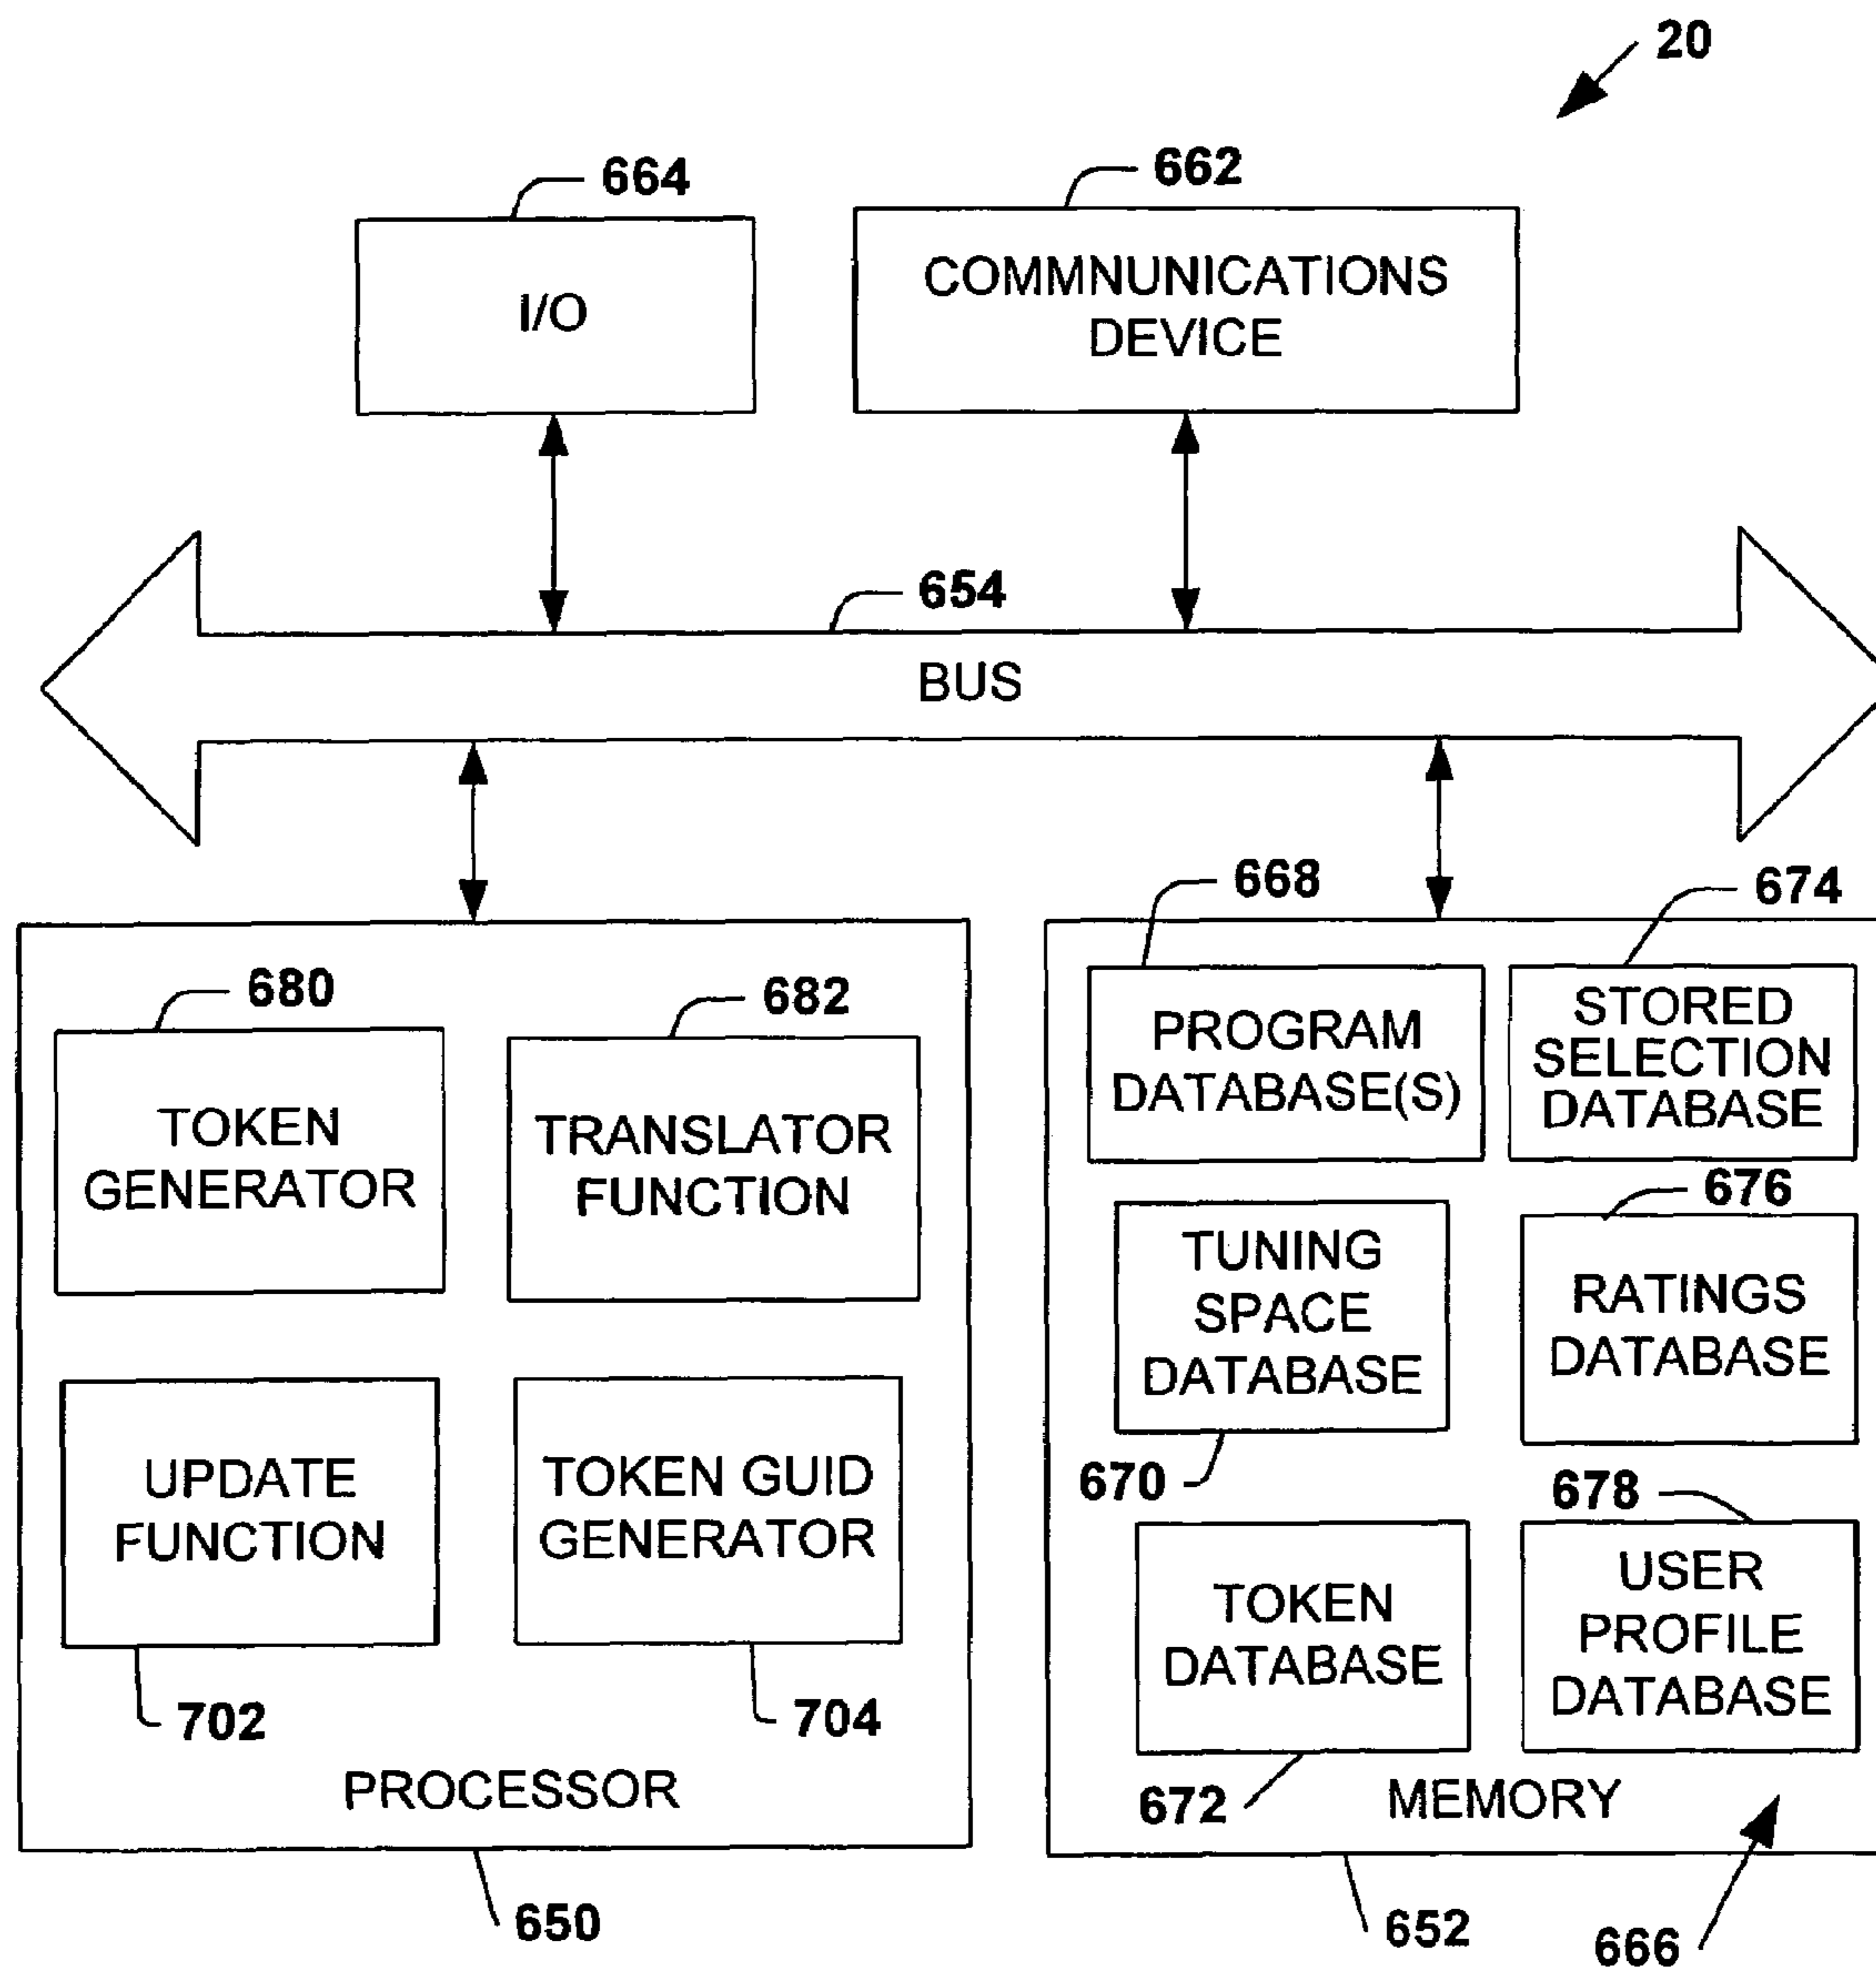 20
664
662
I/O
COMMNUNICATIONS
DEVICE
654
BUS
668
674
680
682
PROGRAM
DATABASE(S)
STORED
SELECTION
DATABASE
TOKEN
GENERATOR
TRANSLATOR
FUNCTION
676
TUNING
SPACE
DATABASE
RATINGS
DATABASE
UPDATE
FUNCTION
TOKEN GUID
GENERATOR
670
678
TOKEN
DATABASE
USER
PROFILE
DATABASE
702
704
PROCESSOR
672
MEMORY
650
652
666